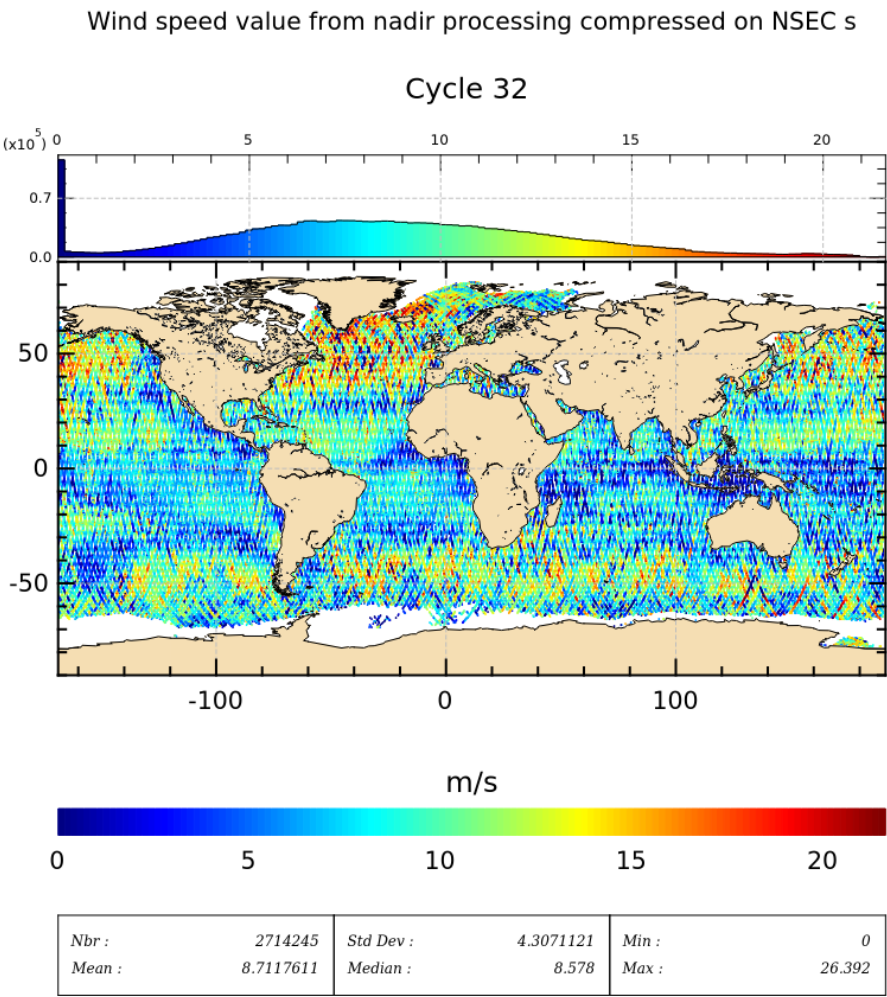 Wind speed value from nadir processing compressed on NSEC s
Cycle 32
(x10^5) 0 5 10 15 20
0.7
0.0
50
0
-50
-100 0 100
m/s
0 5 10 15 20
Nbr : 2714245 Std Dev : 4.3071121 Min : 0
Mean : 8.7117611 Median : 8.578 Max : 26.392